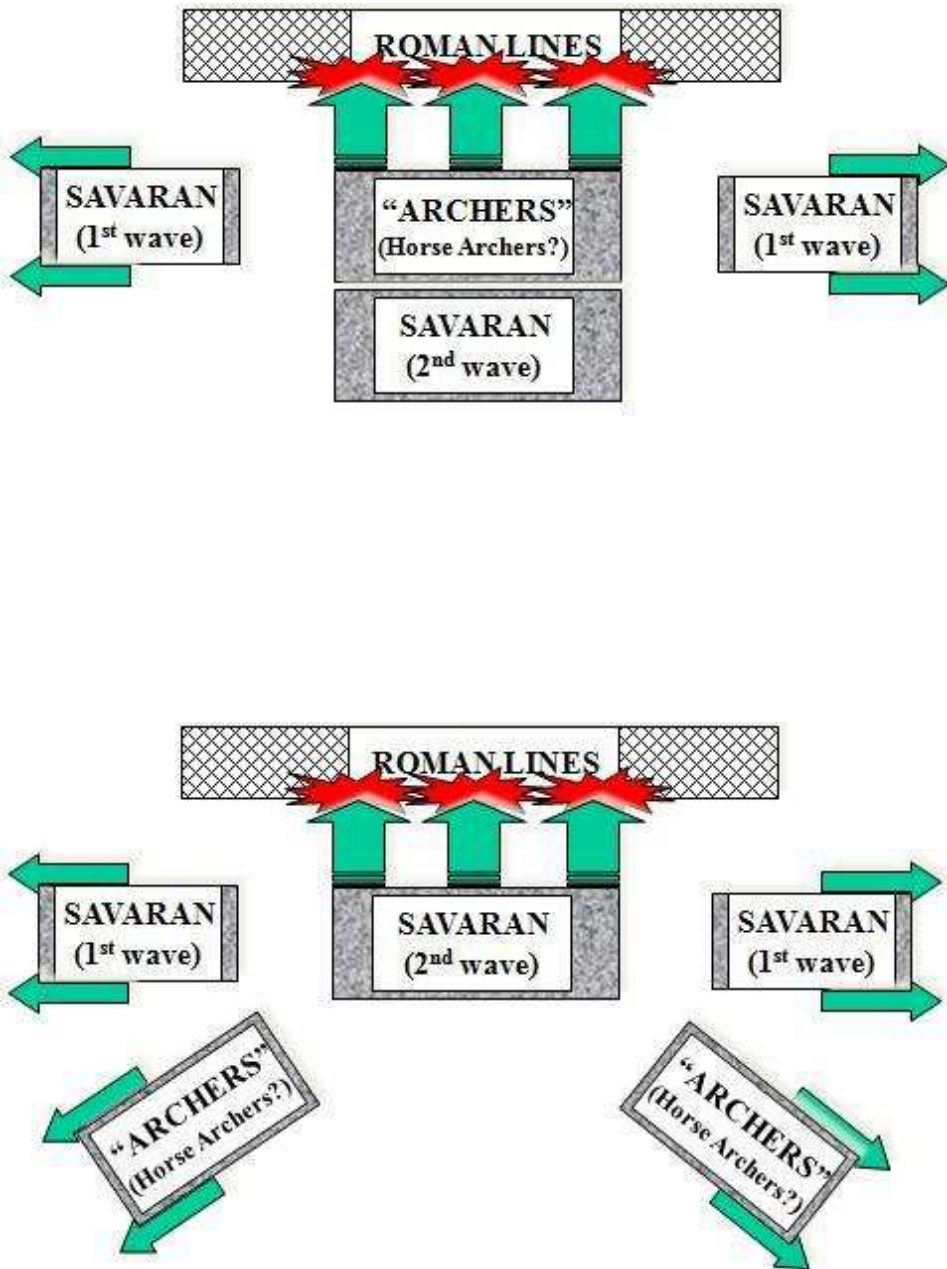 ROMAN LINES
SAVARAN
(1st wave)
“ARCHERS”
(Horse Archers?)
SAVARAN
(1st wave)
SAVARAN
(2nd wave)
ROMAN LINES
SAVARAN
(1st wave)
SAVARAN
(2nd wave)
SAVARAN
(1st wave)
“ARCHERS”
(Horse Archers?)
“ARCHERS”
(Horse Archers?)